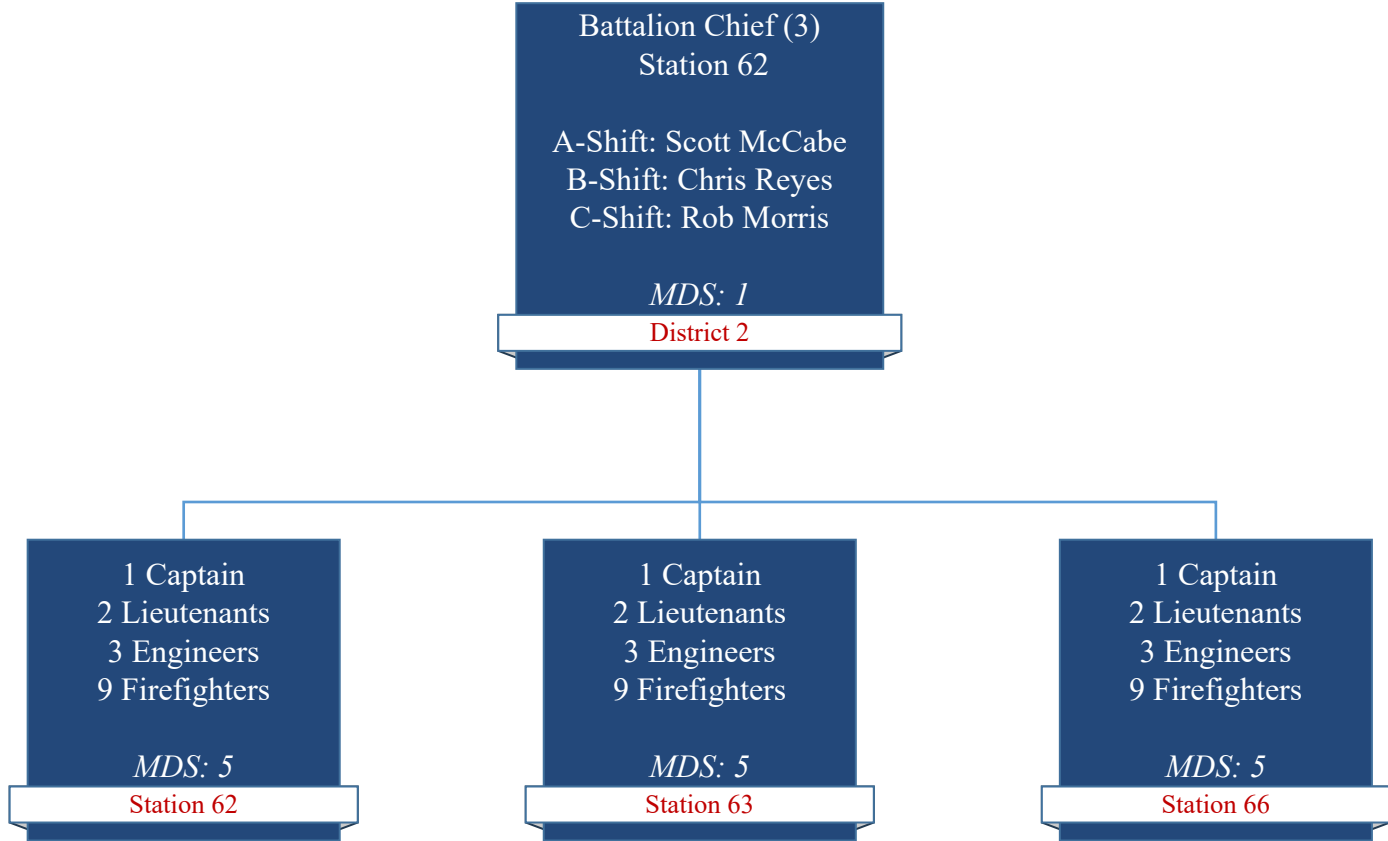 Battalion Chief (3)
Station 62
A-Shift: Scott McCabe
B-Shift: Chris Reyes
C-Shift: Rob Morris
MDS: 1
District 2
1 Captain
2 Lieutenants
3 Engineers
9 Firefighters
MDS: 5
Station 62
1 Captain
2 Lieutenants
3 Engineers
9 Firefighters
MDS: 5
Station 63
1 Captain
2 Lieutenants
3 Engineers
9 Firefighters
MDS: 5
Station 66